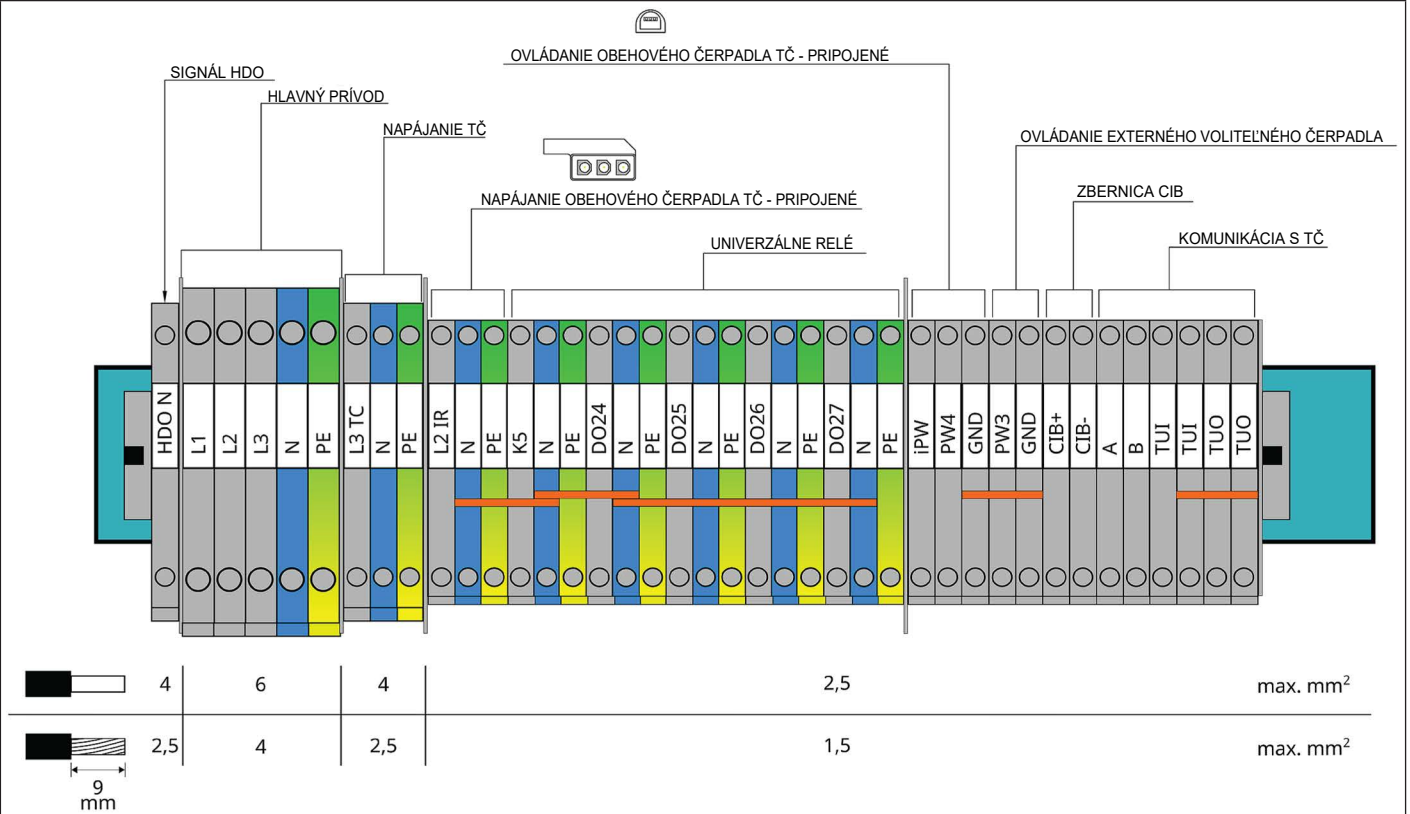 OVLÁDANIE OBEHOVÉHO ČERPADLA TČ - PRIPOJENÉ
SIGNÁL HDO
HLAVNÝ PRÍVOD
NAPÁJANIE TČ
OVLÁDANIE EXTERNÉHO VOLITEĽNÉHO ČERPADLA
NAPÁJANIE OBEHOVÉHO ČERPADLA TČ - PRIPOJENÉ
ZBERNICA CIB
UNIVERZÁLNE RELÉ
KOMUNIKÁCIA S TČ
HDO N
L1
L2
L3
N
PE
L3 TC
N
PE
L2 IR
N
PE
K5
N
PE
DO24
N
PE
DO25
N
PE
DO26
N
PE
DO27
N
PE
iPW
PW4
GND
PW3
GND
CIB+
CIB-
A
B
TUI
TUI
TUO
TUO
4 6 4 2,5 max. mm²
2,5 4 2,5 1,5 max. mm²
9
mm